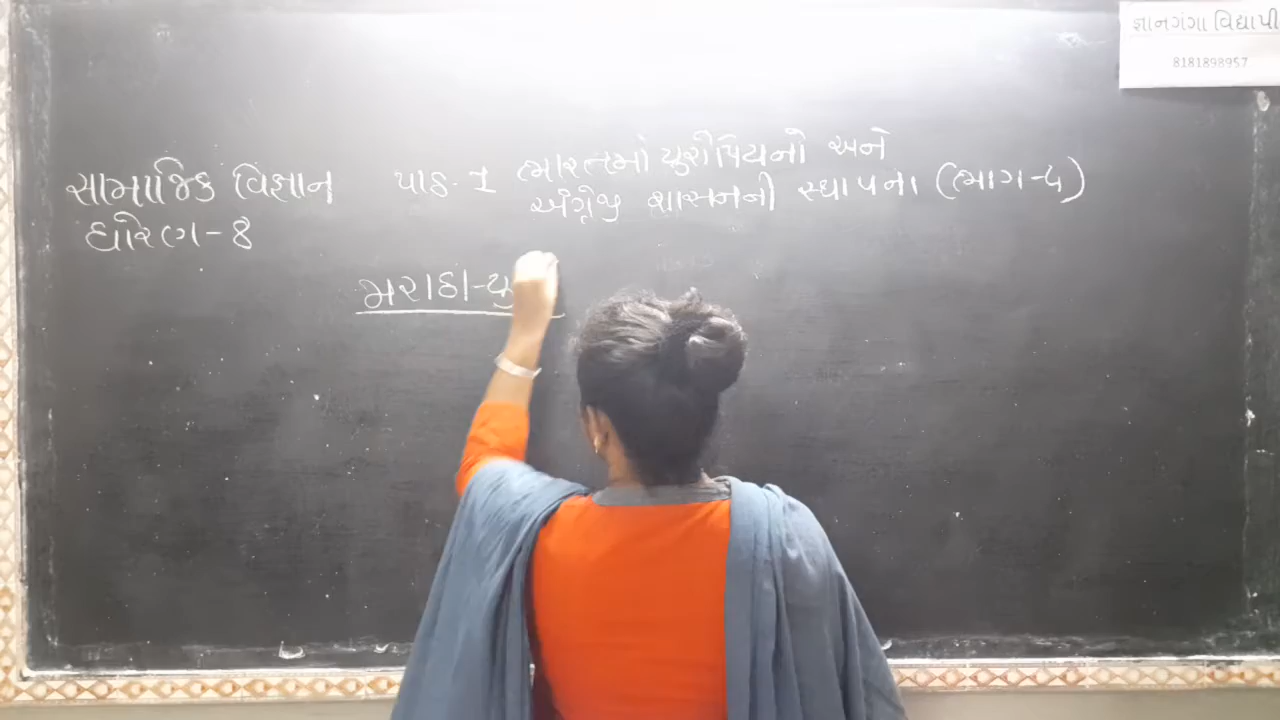 જ્ઞાનગંગા વિદ્યાપી
8181898957
સામાજિક વિજ્ઞાન
ધોરણ-8
પાઠ-1 ભારતમાં યુરોપિયનો અને
અંગ્રેજી શાસનની સ્થાપના (ભાગ-5)
મરાઠા-યુ